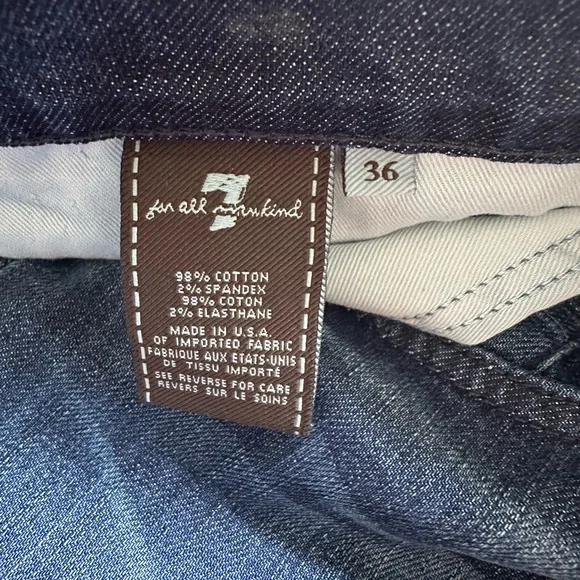 7
for all mankind
36
98% COTTON
2% SPANDEX
98% COTON
2% ELASTHANE
MADE IN U.S.A.
OF IMPORTED FABRIC
FABRIQUE AUX ETATS-UNIS
DE TISSU IMPORTÉ
SEE REVERSE FOR CARE
REVERS SUR LE SOINS